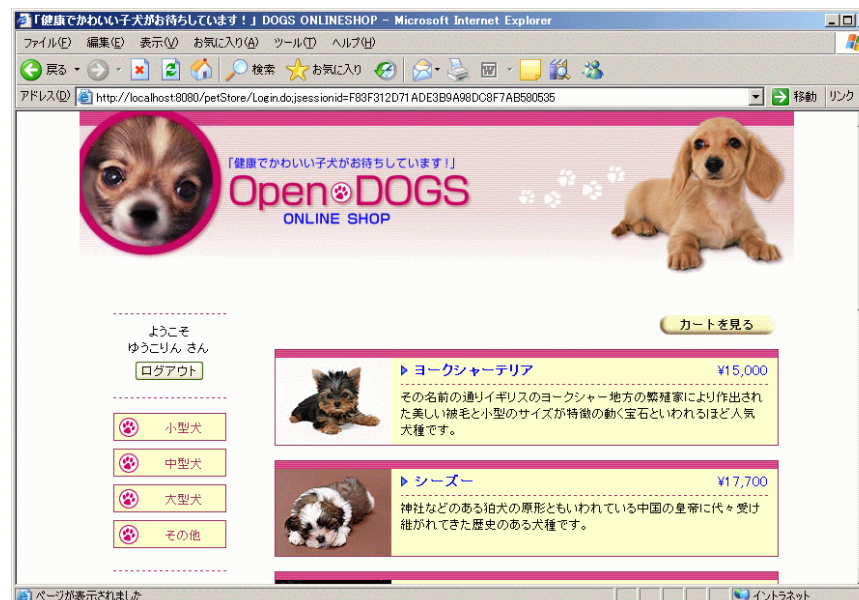 「健康でかわいい子犬がお待ちしています！」 DOGS ONLINESHOP - Microsoft Internet Explorer
ファイル(F) 編集(E) 表示(V) お気に入り(A) ツール(T) ヘルプ(H)
戻る 検索 お気に入り
アドレス(D) http://localhost:8080/petStore/Login.do;jsessionid=F83F312D71ADE3B9A98DC8F7AB580535 移動 リンク
「健康でかわいい子犬がお待ちしています!」
Open DOGS
ONLINE SHOP
ようこそ
ゆうこりん さん
ログアウト
小型犬
中型犬
大型犬
その他
カートを見る
ヨークシャーテリア ¥15,000
その名前の通りイギリスのヨークシャー地方の繁殖家により作出され
た美しい被毛と小型のサイズが特徴の動く宝石といわれるほど人気
犬種です。
シーズー ¥17,700
神社などのある狛犬の原形ともいわれている中国の皇帝に代々受け
継がれてきた歴史のある犬種です。
ページが表示されました イントラネット